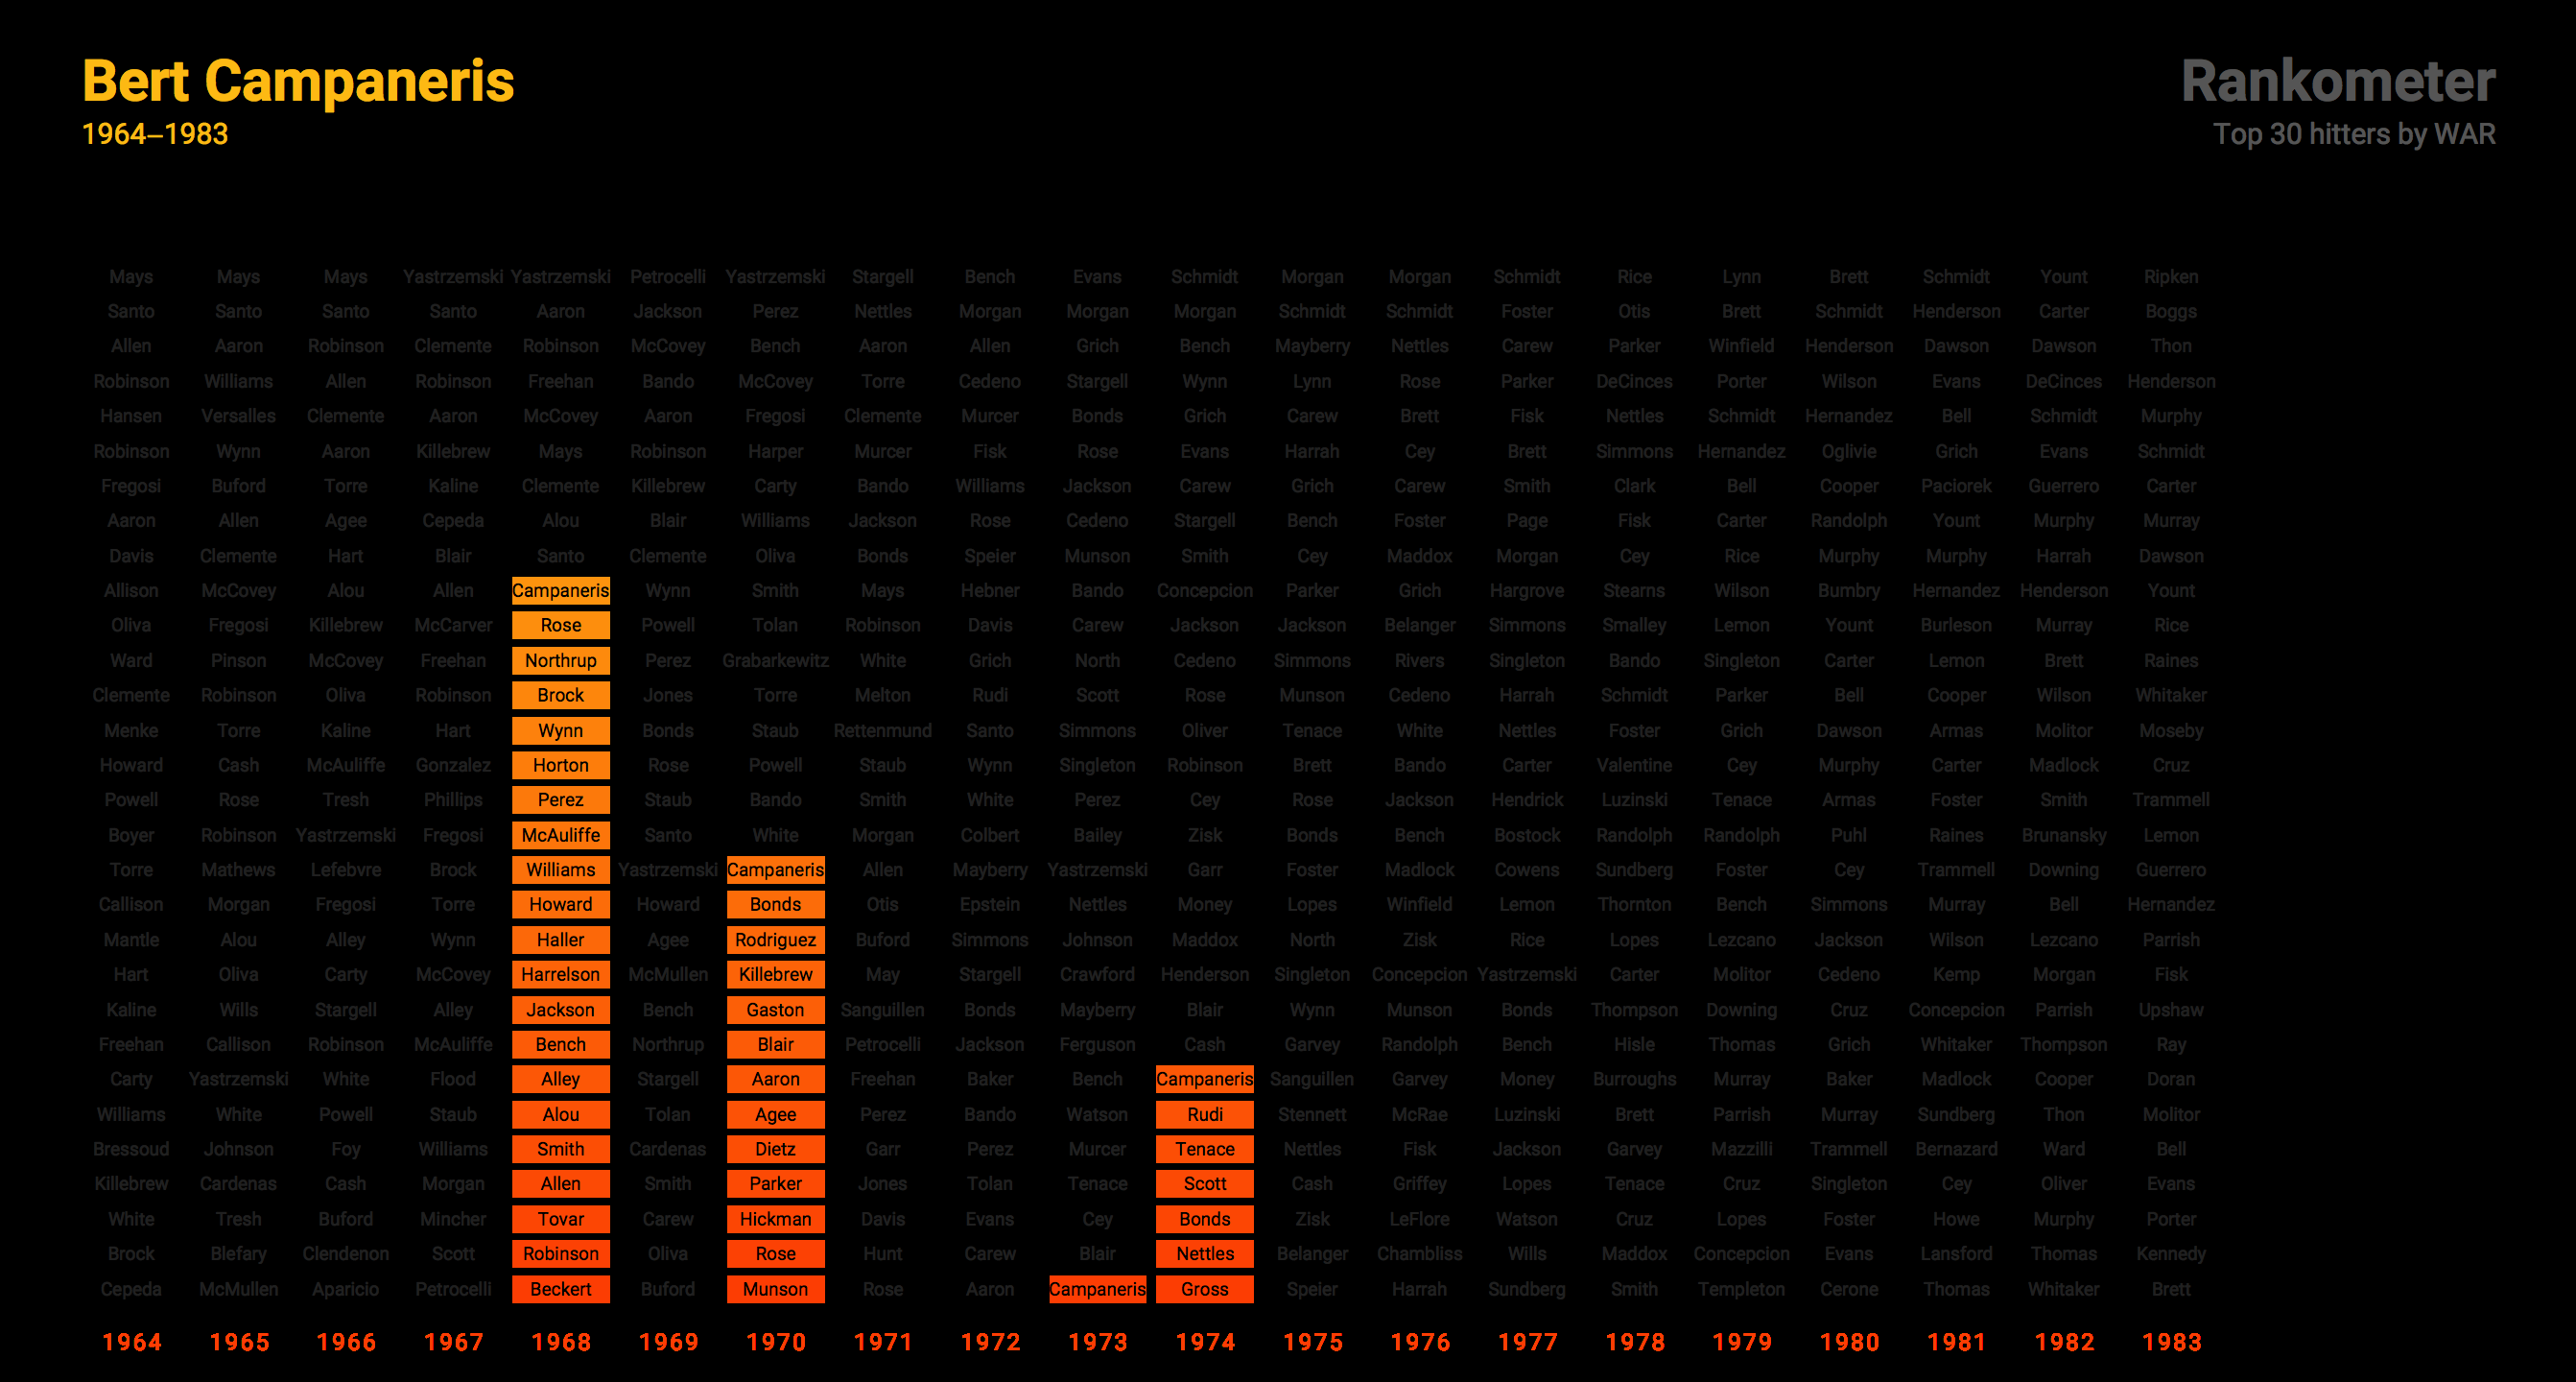 Bert Campaneris
1964–1983
Rankometer
Top 30 hitters by WAR
Mays Mays Mays Yastrzemski Yastrzemski Petrocelli Yastrzemski Stargell Bench Evans Schmidt Morgan Morgan Schmidt Rice Lynn Brett Schmidt Yount Ripken
Santo Santo Santo Santo Aaron Jackson Perez Nettles Morgan Morgan Morgan Schmidt Schmidt Foster Otis Brett Schmidt Henderson Carter Boggs
Allen Aaron Robinson Clemente Robinson McCovey Bench Aaron Allen Grich Bench Mayberry Nettles Carew Parker Winfield Henderson Dawson Dawson Thon
Robinson Williams Allen Robinson Freehan Bando McCovey Torre Cedeno Stargell Wynn Lynn Rose Parker DeCinces Porter Wilson Evans DeCinces Henderson
Hansen Versalles Clemente Aaron McCovey Aaron Fregosi Clemente Murcer Bonds Grich Carew Brett Fisk Nettles Schmidt Hernandez Bell Schmidt Murphy
Robinson Wynn Aaron Killebrew Mays Robinson Harper Murcer Fisk Rose Evans Harrah Cey Brett Simmons Hernandez Oglivie Grich Evans Schmidt
Fregosi Buford Torre Kaline Clemente Killebrew Carty Bando Williams Jackson Carew Grich Carew Smith Clark Bell Cooper Paciorek Guerrero Carter
Aaron Allen Agee Cepeda Alou Blair Williams Jackson Rose Cedeno Stargell Bench Foster Page Fisk Carter Randolph Yount Murphy Murray
Davis Clemente Hart Blair Santo Clemente Oliva Bonds Speier Munson Smith Cey Maddox Morgan Cey Rice Murphy Murphy Harrah Dawson
Allison McCovey Alou Allen Campaneris Wynn Smith Mays Hebner Bando Concepcion Parker Grich Hargrove Stearns Wilson Bumbry Hernandez Henderson Yount
Oliva Fregosi Killebrew McCarver Rose Powell Tolan Robinson Davis Carew Jackson Jackson Belanger Simmons Smalley Lemon Yount Burleson Murray Rice
Ward Pinson McCovey Freehan Northrup Perez Grabarkewitz White Grich North Cedeno Simmons Rivers Singleton Bando Singleton Carter Lemon Brett Raines
Clemente Robinson Oliva Robinson Brock Jones Torre Melton Rudi Scott Rose Munson Cedeno Harrah Schmidt Parker Bell Cooper Wilson Whitaker
Menke Torre Kaline Hart Wynn Bonds Staub Rettenmund Santo Simmons Oliver Tenace White Nettles Foster Grich Dawson Armas Molitor Moseby
Howard Cash McAuliffe Gonzalez Horton Rose Powell Staub Wynn Singleton Robinson Brett Bando Carter Valentine Cey Murphy Carter Madlock Cruz
Powell Rose Tresh Phillips Perez Staub Bando Smith White Perez Cey Rose Jackson Hendrick Luzinski Tenace Armas Foster Smith Trammell
Boyer Robinson Yastrzemski Fregosi McAuliffe Santo White Morgan Colbert Bailey Zisk Bonds Bench Bostock Randolph Randolph Puhl Raines Brunansky Lemon
Torre Mathews Lefebvre Brock Williams Yastrzemski Campaneris Allen Mayberry Yastrzemski Garr Foster Madlock Cowens Sundberg Foster Cey Trammell Downing Guerrero
Callison Morgan Fregosi Torre Howard Howard Bonds Otis Epstein Nettles Money Lopes Winfield Lemon Thornton Bench Simmons Murray Bell Hernandez
Mantle Alou Alley Wynn Haller Agee Rodriguez Buford Simmons Johnson Maddox North Zisk Rice Lopes Lezcano Jackson Wilson Lezcano Parrish
Hart Oliva Carty McCovey Harrelson McMullen Killebrew May Stargell Crawford Henderson Singleton Concepcion Yastrzemski Carter Molitor Cedeno Kemp Morgan Fisk
Kaline Wills Stargell Alley Jackson Bench Gaston Sanguillen Bonds Mayberry Blair Wynn Munson Bonds Thompson Downing Cruz Concepcion Parrish Upshaw
Freehan Callison Robinson McAuliffe Bench Northrup Blair Petrocelli Jackson Ferguson Cash Garvey Randolph Bench Hisle Thomas Grich Whitaker Thompson Ray
Carty Yastrzemski White Flood Alley Stargell Aaron Freehan Baker Bench Campaneris Sanguillen Garvey Money Burroughs Murray Baker Madlock Cooper Doran
Williams White Powell Staub Alou Tolan Agee Perez Bando Watson Rudi Stennett McRae Luzinski Brett Parrish Murray Sundberg Thon Molitor
Bressoud Johnson Foy Williams Smith Cardenas Dietz Garr Perez Murcer Tenace Nettles Fisk Jackson Garvey Mazzilli Trammell Bernazard Ward Bell
Killebrew Cardenas Cash Morgan Allen Smith Parker Jones Tolan Tenace Scott Cash Griffey Lopes Tenace Cruz Singleton Cey Oliver Evans
White Tresh Buford Mincher Tovar Carew Hickman Davis Evans Cey Bonds Zisk LeFlore Watson Cruz Lopes Foster Howe Murphy Porter
Brock Blefary Clendenon Scott Robinson Oliva Rose Hunt Carew Blair Nettles Belanger Chambliss Wills Maddox Concepcion Evans Lansford Thomas Kennedy
Cepeda McMullen Aparicio Petrocelli Beckert Buford Munson Rose Aaron Campaneris Gross Speier Harrah Sundberg Smith Templeton Cerone Thomas Whitaker Brett
1964 1965 1966 1967 1968 1969 1970 1971 1972 1973 1974 1975 1976 1977 1978 1979 1980 1981 1982 1983